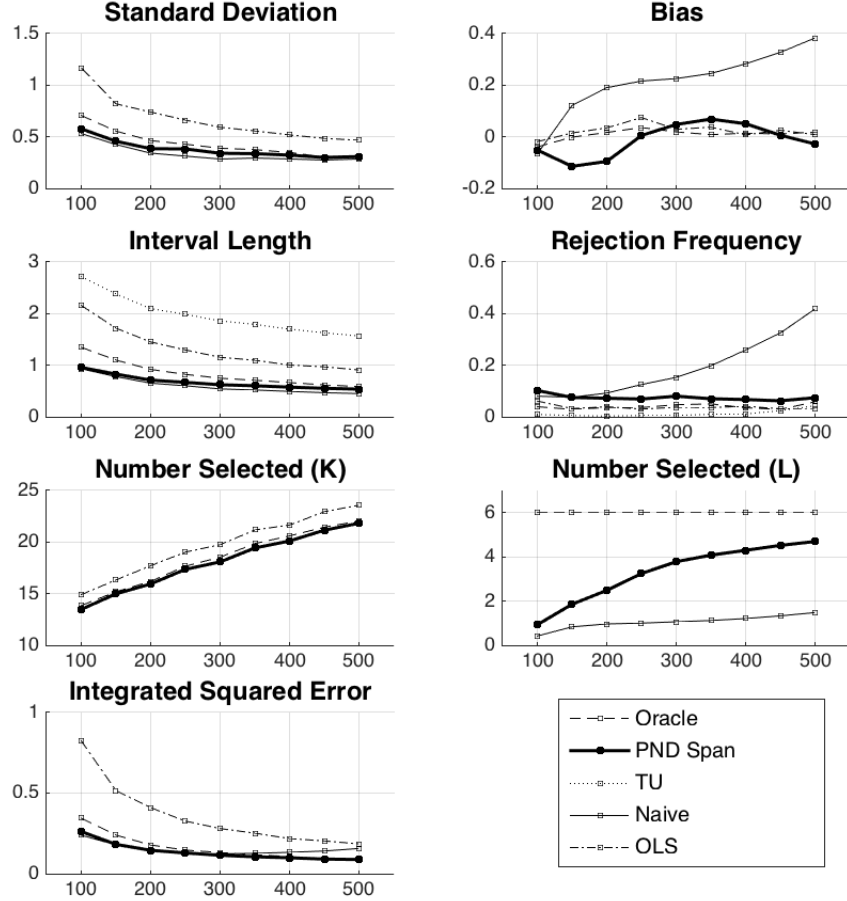 Standard Deviation
1.5
1
0.5
0
100 200 300 400 500
Bias
0.4
0.2
0
-0.2
100 200 300 400 500
Interval Length
3
2
1
0
100 200 300 400 500
Rejection Frequency
0.6
0.4
0.2
0
100 200 300 400 500
Number Selected (K)
25
20
15
10
100 200 300 400 500
Number Selected (L)
6
4
2
0
100 200 300 400 500
Integrated Squared Error
1
0.5
0
100 200 300 400 500
Oracle
PND Span
TU
Naive
OLS